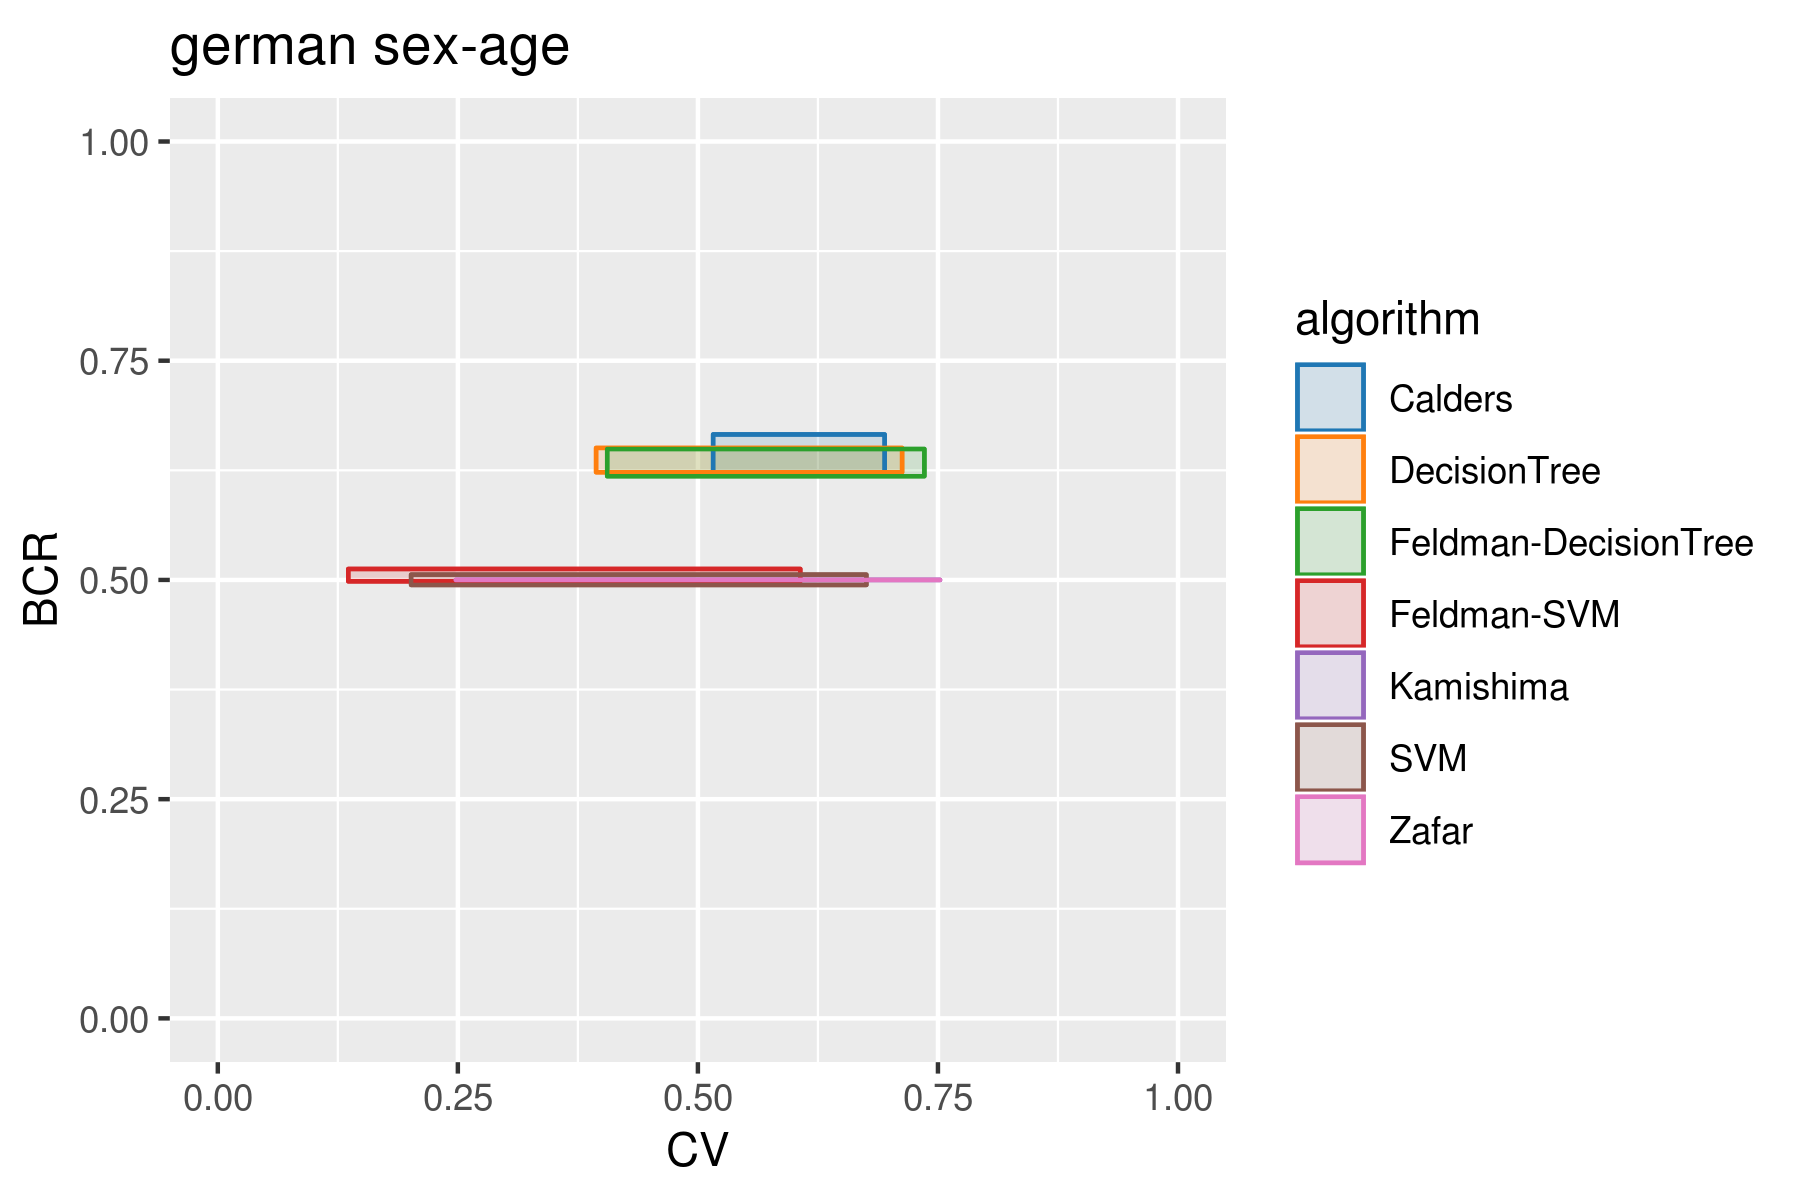 german sex-age
1.00
0.75
0.50
0.25
0.00
BCR
0.00 0.25 0.50 0.75 1.00
CV
algorithm
Calders
DecisionTree
Feldman-DecisionTree
Feldman-SVM
Kamishima
SVM
Zafar